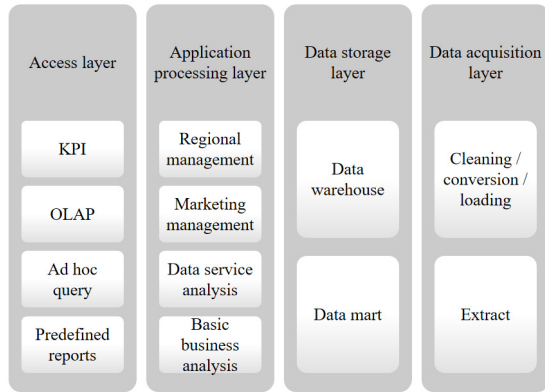 Access layer
KPI
OLAP
Ad hoc
query
Predefined
reports
Application
processing layer
Regional
management
Marketing
management
Data service
analysis
Basic
business
analysis
Data storage
layer
Data
warehouse
Data mart
Data acquisition
layer
Cleaning /
conversion /
loading
Extract